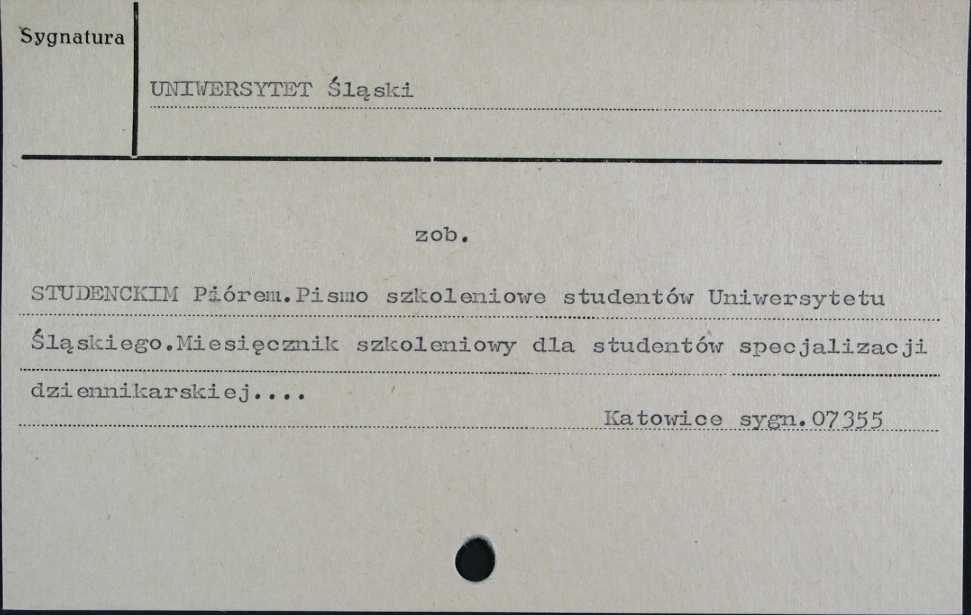 Sygnatura
UNIWERSYTET Śląski
zob.
STUDENCKIM Piórem.Pismo szkoleniowe studentów Uniwersytetu
Śląskiego.Miesięcznik szkoleniowy dla studentów specjalizacji
dziennikarskiej....
Katowice sygn.07355